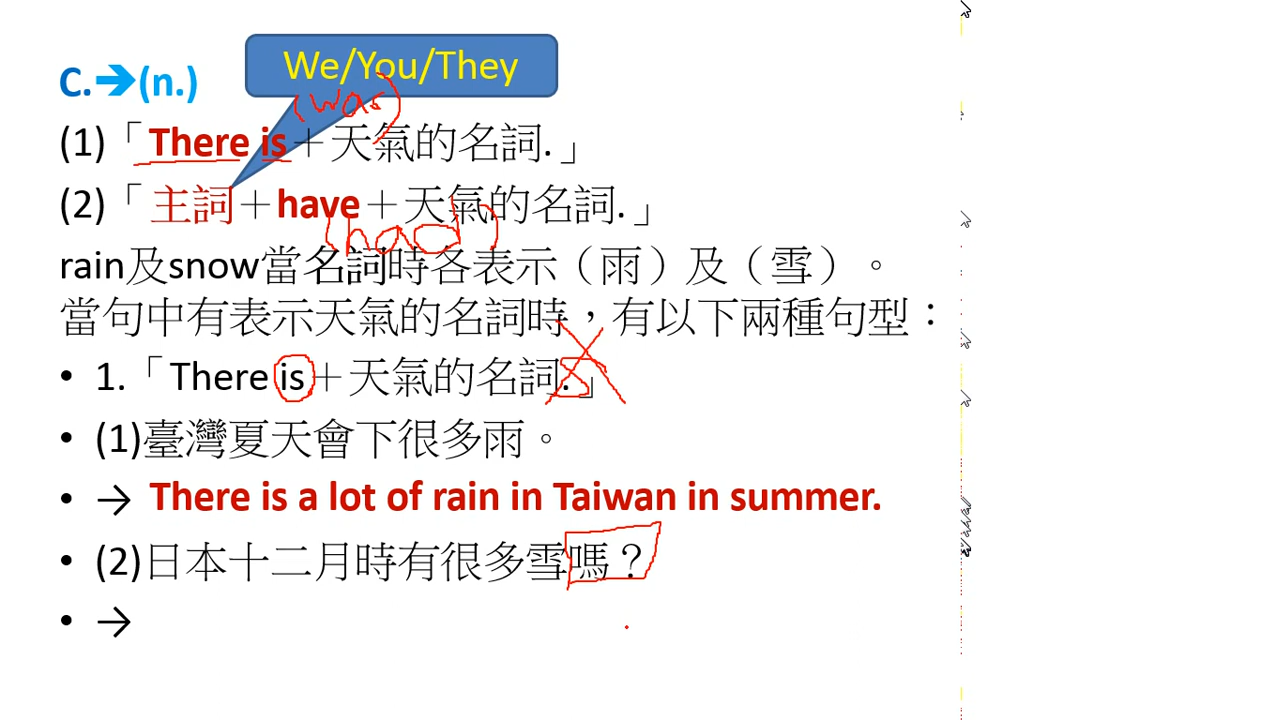 We/You/They
C.➔(n.)
(was)
(1)「There is＋天氣的名詞.」
(2)「主詞＋have＋天氣的名詞.」
(had)
rain及snow當名詞時各表示（雨）及（雪）。
當句中有表示天氣的名詞時，有以下兩種句型：
• 1.「There is＋天氣的名詞.」
• (1)臺灣夏天會下很多雨。
• → There is a lot of rain in Taiwan in summer.
• (2)日本十二月時有很多雪嗎？
• →